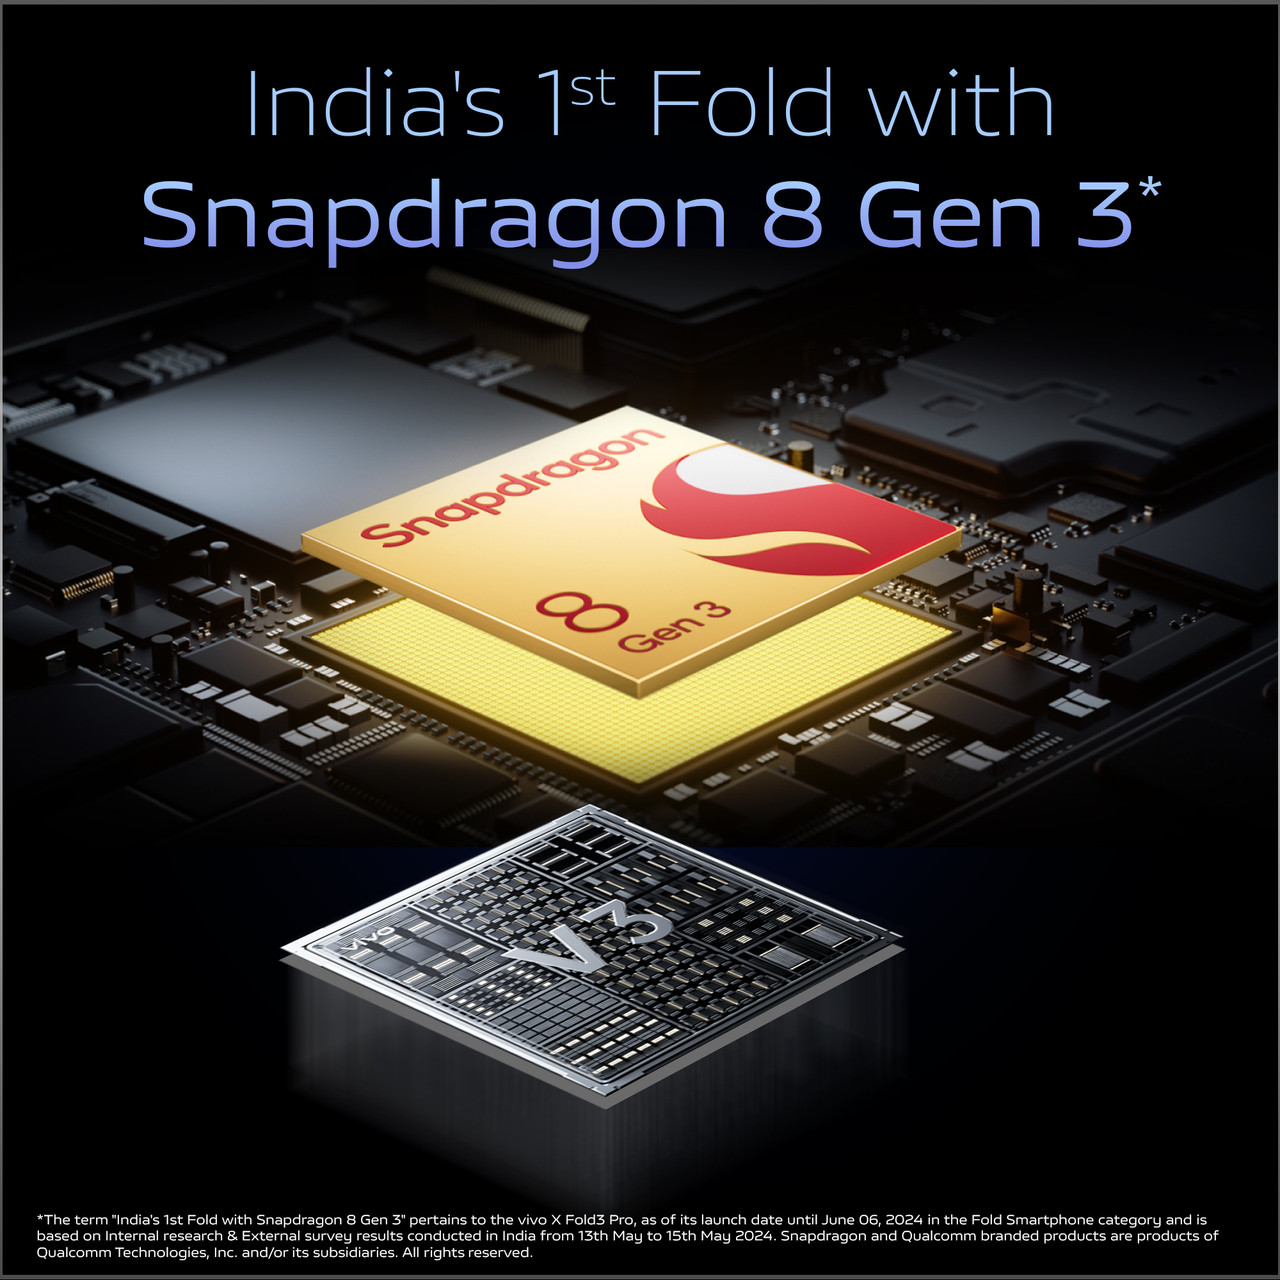 India's 1st Fold with
Snapdragon 8 Gen 3*
Snapdragon
8
Gen 3
vivo
V3
*The term "India's 1st Fold with Snapdragon 8 Gen 3" pertains to the vivo X Fold3 Pro, as of its launch date until June 06, 2024 in the Fold Smartphone category and is
based on Internal research & External survey results conducted in India from 13th May to 15th May 2024. Snapdragon and Qualcomm branded products are products of
Qualcomm Technologies, Inc. and/or its subsidiaries. All rights reserved.